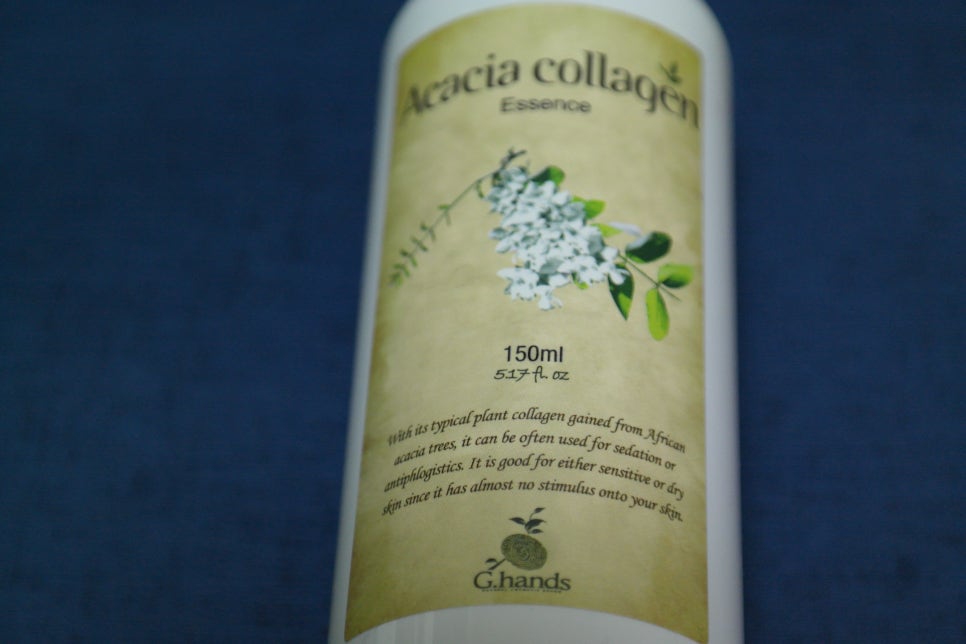 Acacia collagen
Essence
150ml
5.17 fl. oz
With its typical plant collagen gained from African
acacia trees, it can be often used for sedation or
antiphlogistics. It is good for either sensitive or dry
skin since it has almost no stimulus onto your skin.
G.hands